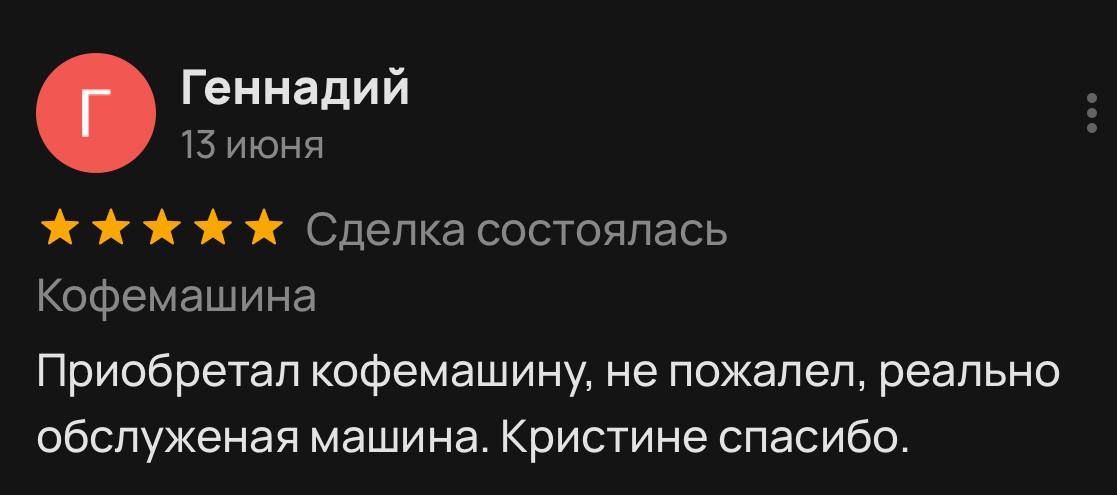 Г
Геннадий
13 июня
Сделка состоялась
Кофемашина
Приобретал кофемашину, не пожалел, реально
обслуженая машина. Кристине спасибо.